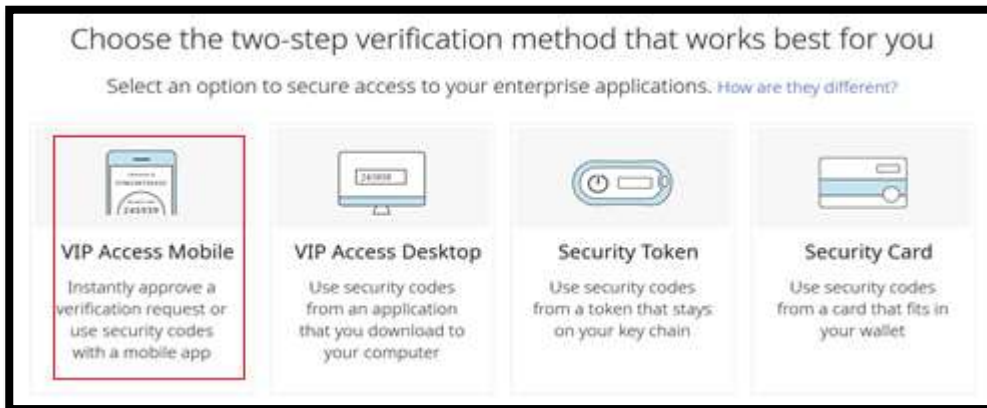 Choose the two-step verification method that works best for you
Select an option to secure access to your enterprise applications. How are they different?
245939
VIP Access Mobile
Instantly approve a
verification request or
use security codes
with a mobile app
VIP Access Desktop
Use security codes
from an application
that you download to
your computer
Security Token
Use security codes
from a token that stays
on your key chain
Security Card
Use security codes
from a card that fits in
your wallet